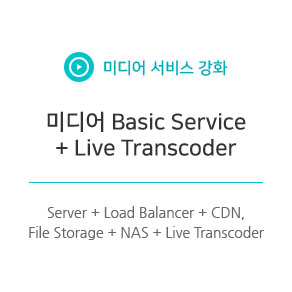 미디어 서비스 강화
미디어 Basic Service
+ Live Transcoder
Server + Load Balancer + CDN,
File Storage + NAS + Live Transcoder